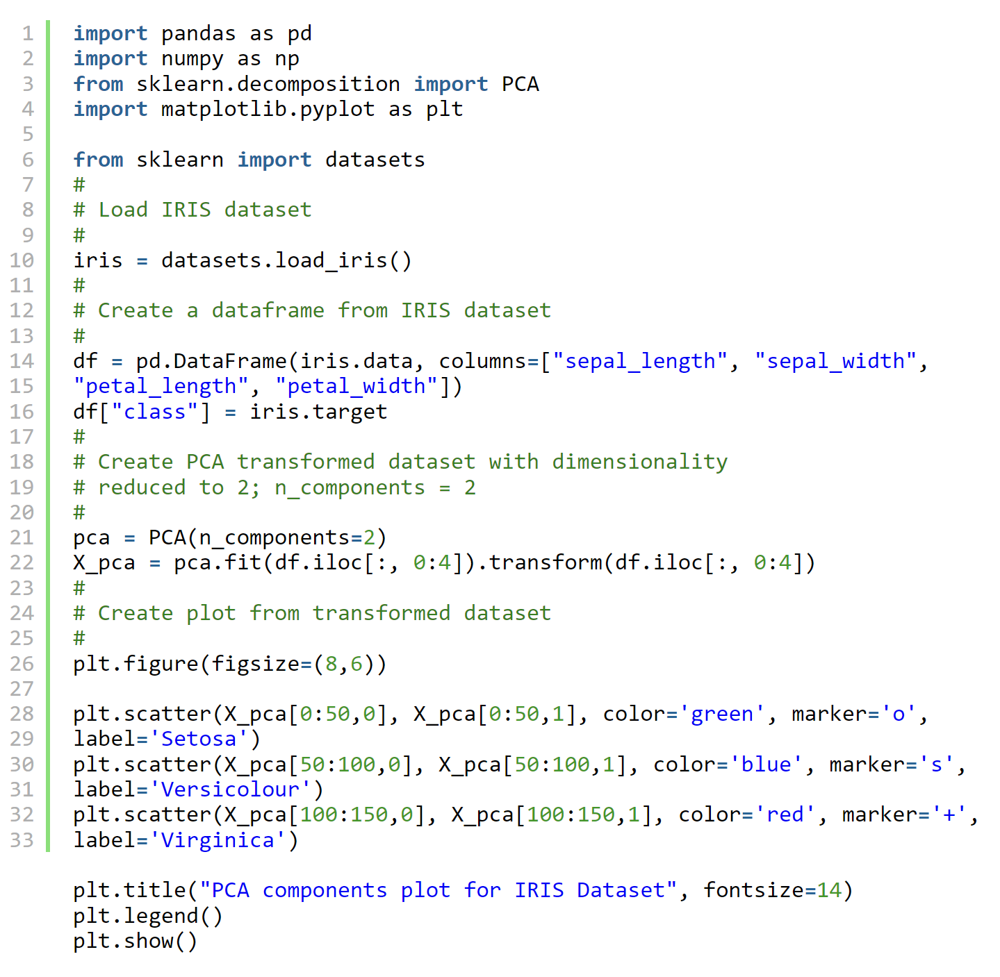 1 import pandas as pd
2 import numpy as np
3 from sklearn.decomposition import PCA
4 import matplotlib.pyplot as plt
5
6 from sklearn import datasets
7 #
8 # Load IRIS dataset
9 #
10 iris = datasets.load_iris()
11 #
12 # Create a dataframe from IRIS dataset
13 #
14 df = pd.DataFrame(iris.data, columns=["sepal_length", "sepal_width",
15 "petal_length", "petal_width"])
16 df["class"] = iris.target
17 #
18 # Create PCA transformed dataset with dimensionality
19 # reduced to 2; n_components = 2
20 #
21 pca = PCA(n_components=2)
22 X_pca = pca.fit(df.iloc[:, 0:4]).transform(df.iloc[:, 0:4])
23 #
24 # Create plot from transformed dataset
25 #
26 plt.figure(figsize=(8,6))
27
28 plt.scatter(X_pca[0:50,0], X_pca[0:50,1], color='green', marker='o',
29 label='Setosa')
30 plt.scatter(X_pca[50:100,0], X_pca[50:100,1], color='blue', marker='s',
31 label='Versicolour')
32 plt.scatter(X_pca[100:150,0], X_pca[100:150,1], color='red', marker='+',
33 label='Virginica')
plt.title("PCA components plot for IRIS Dataset", fontsize=14)
plt.legend()
plt.show()